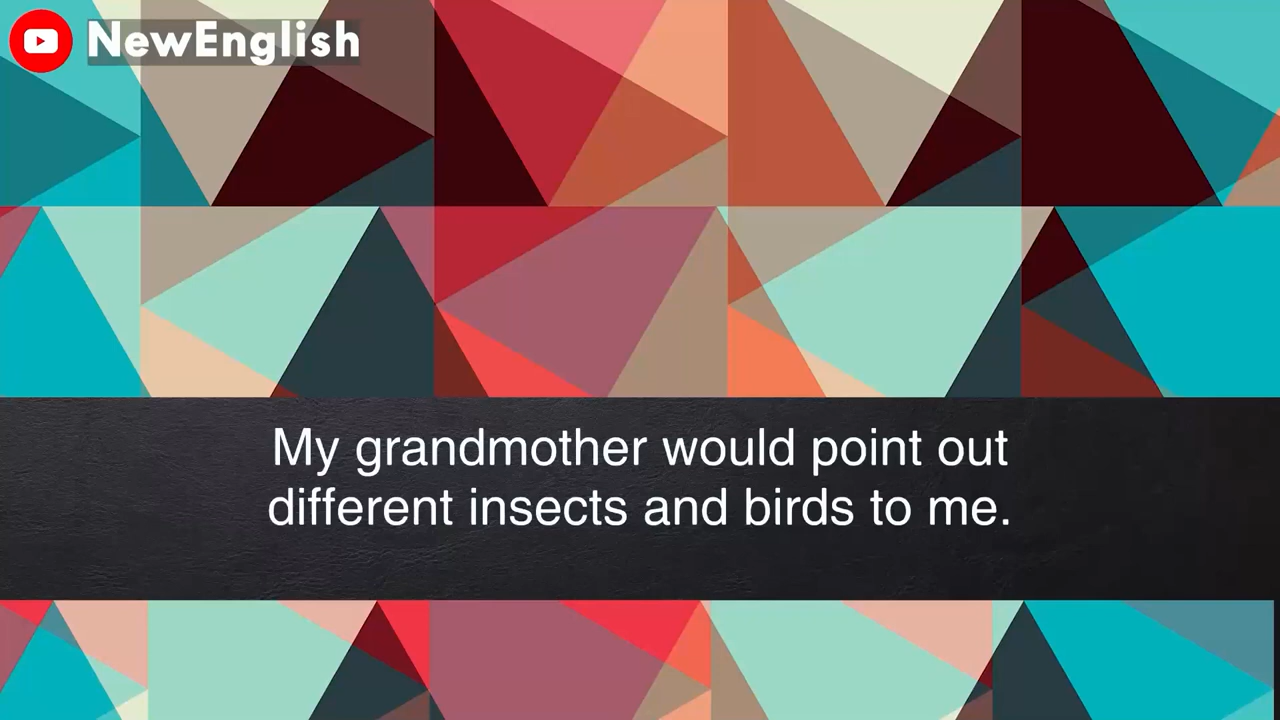 NewEnglish
My grandmother would point out
different insects and birds to me.